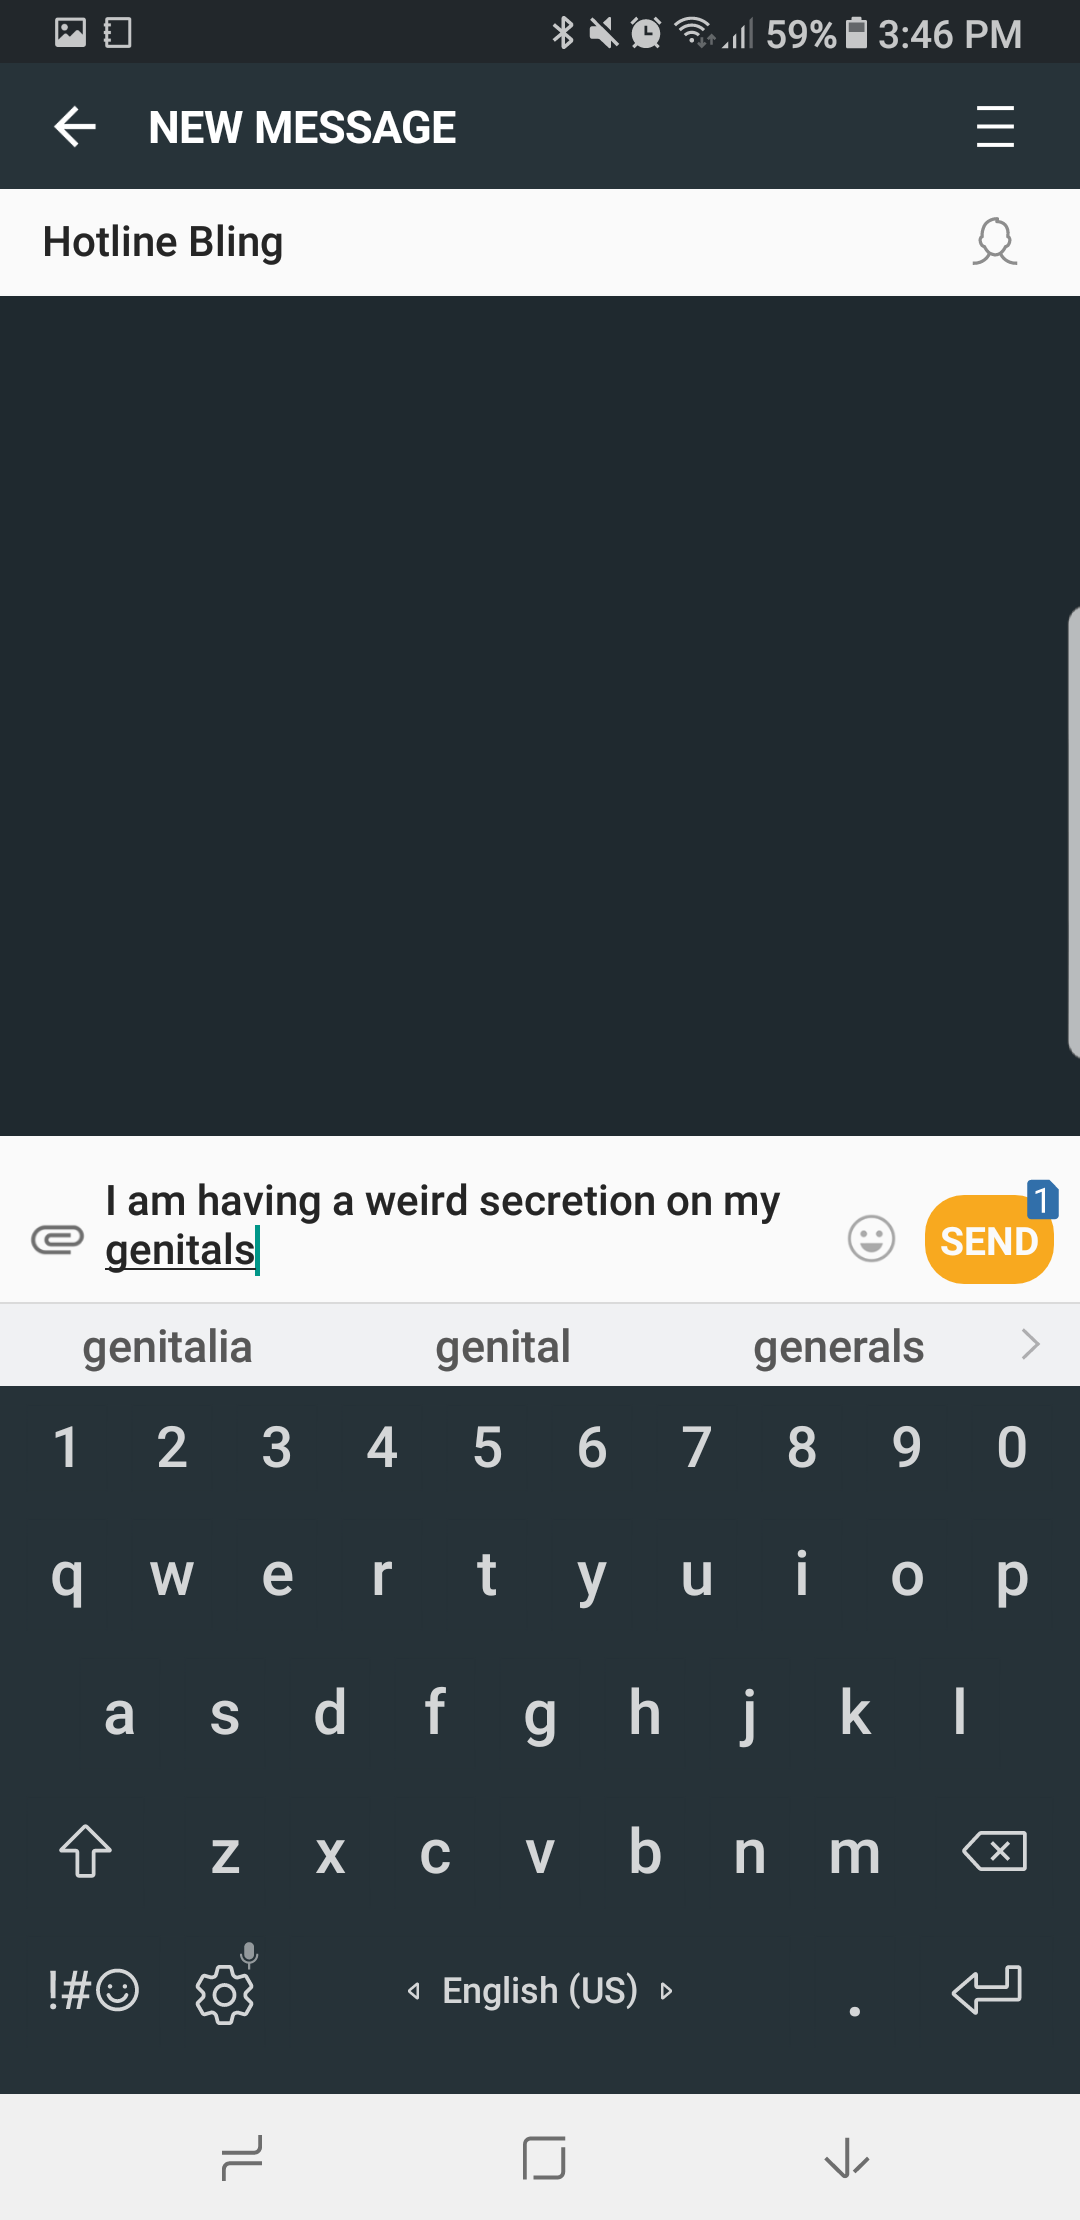 59% 3:46 PM
NEW MESSAGE
Hotline Bling
I am having a weird secretion on my
genitals
1
SEND
genitalia genital generals
1 2 3 4 5 6 7 8 9 0
q w e r t y u i o p
a s d f g h j k l
z x c v b n m
!# English (US) .